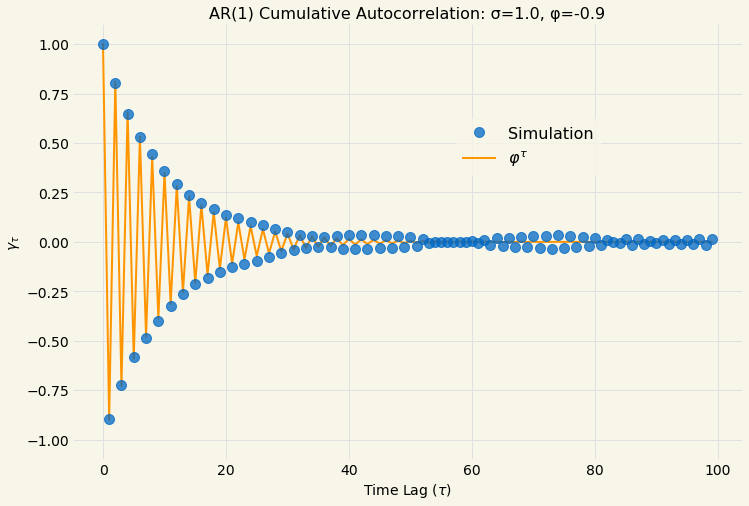 AR(1) Cumulative Autocorrelation: σ=1.0, φ=-0.9
1.00
0.75
0.50
0.25
0.00
−0.25
−0.50
−0.75
−1.00
γτ
Simulation
φ^τ
0 20 40 60 80 100
Time Lag (τ)